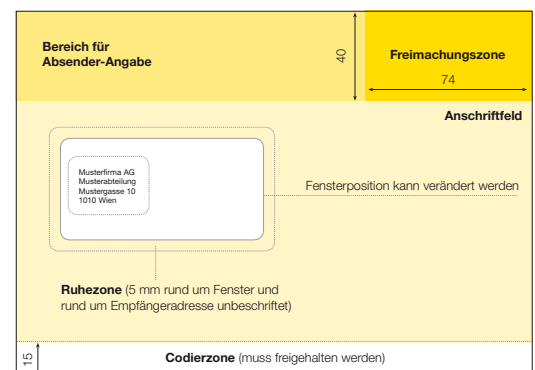 Bereich für
Absender-Angabe
40
Freimachungszone
74
Anschriftfeld
Musterfirma AG
Musterabteilung
Mustergasse 10
1010 Wien
Fensterposition kann verändert werden
Ruhezone (5 mm rund um Fenster und
rund um Empfängeradresse unbeschriftet)
15
Codierzone (muss freigehalten werden)